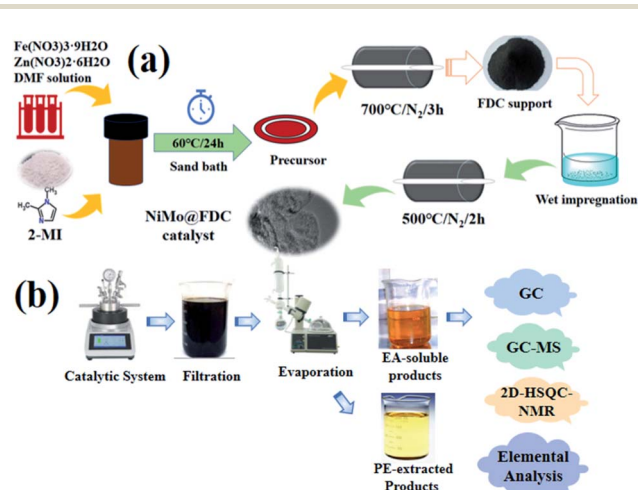 Fe(NO3)3·9H2O
Zn(NO3)2·6H2O
DMF solution
(a)
60°C/24h
Sand bath
Precursor
700°C/N₂/3h
FDC support
Wet impregnation
500°C/N₂/2h
NiMo@FDC
catalyst
CH₃
H₃C
N
N
2-MI
(b)
Catalytic System
Filtration
Evaporation
EA-soluble
products
PE-extracted
Products
GC
GC-MS
2D-HSQC-
NMR
Elemental
Analysis